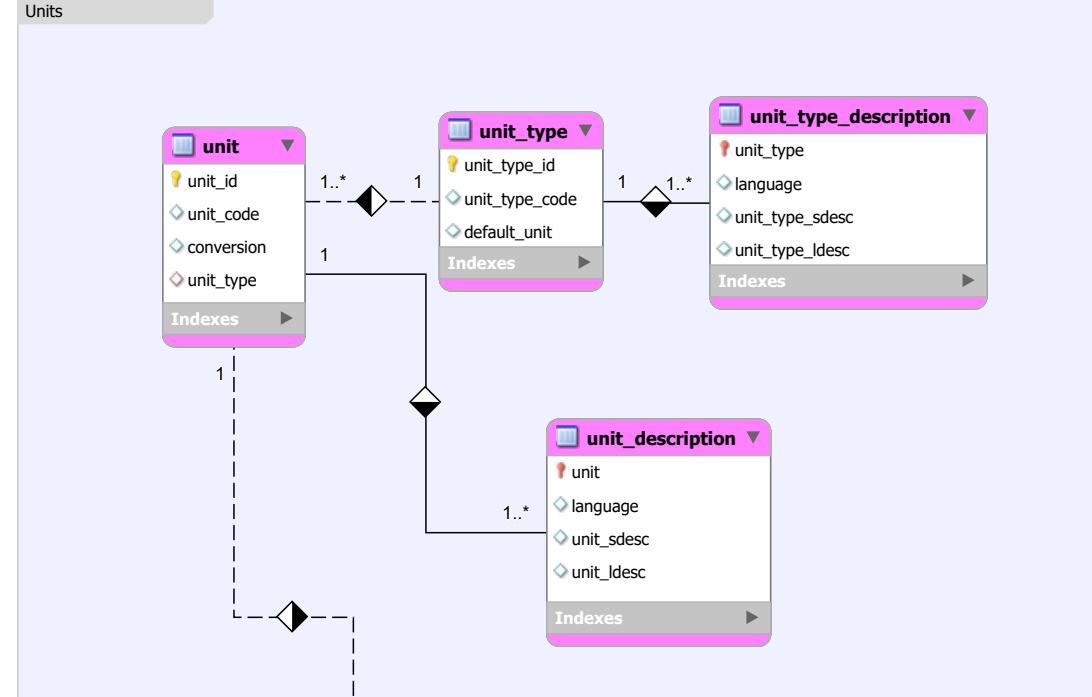 Units
unit
unit_id
unit_code
conversion
unit_type
Indexes
1..*
1
unit_type
unit_type_id
unit_type_code
default_unit
Indexes
1
1..*
unit_type_description
unit_type
language
unit_type_sdesc
unit_type_ldesc
Indexes
1
1
1..*
unit_description
unit
language
unit_sdesc
unit_ldesc
Indexes